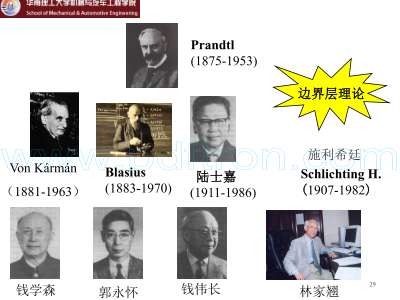 华南理工大学机械与汽车工程学院
School of Mechanical & Automotive Engineering
Prandtl
(1875-1953)
边界层理论
Von Kármán
（1881-1963）
Blasius
(1883-1970)
陆士嘉
(1911-1986)
施利希廷
Schlichting H.
（1907-1982）
钱学森
郭永怀
钱伟长
林家翘
29